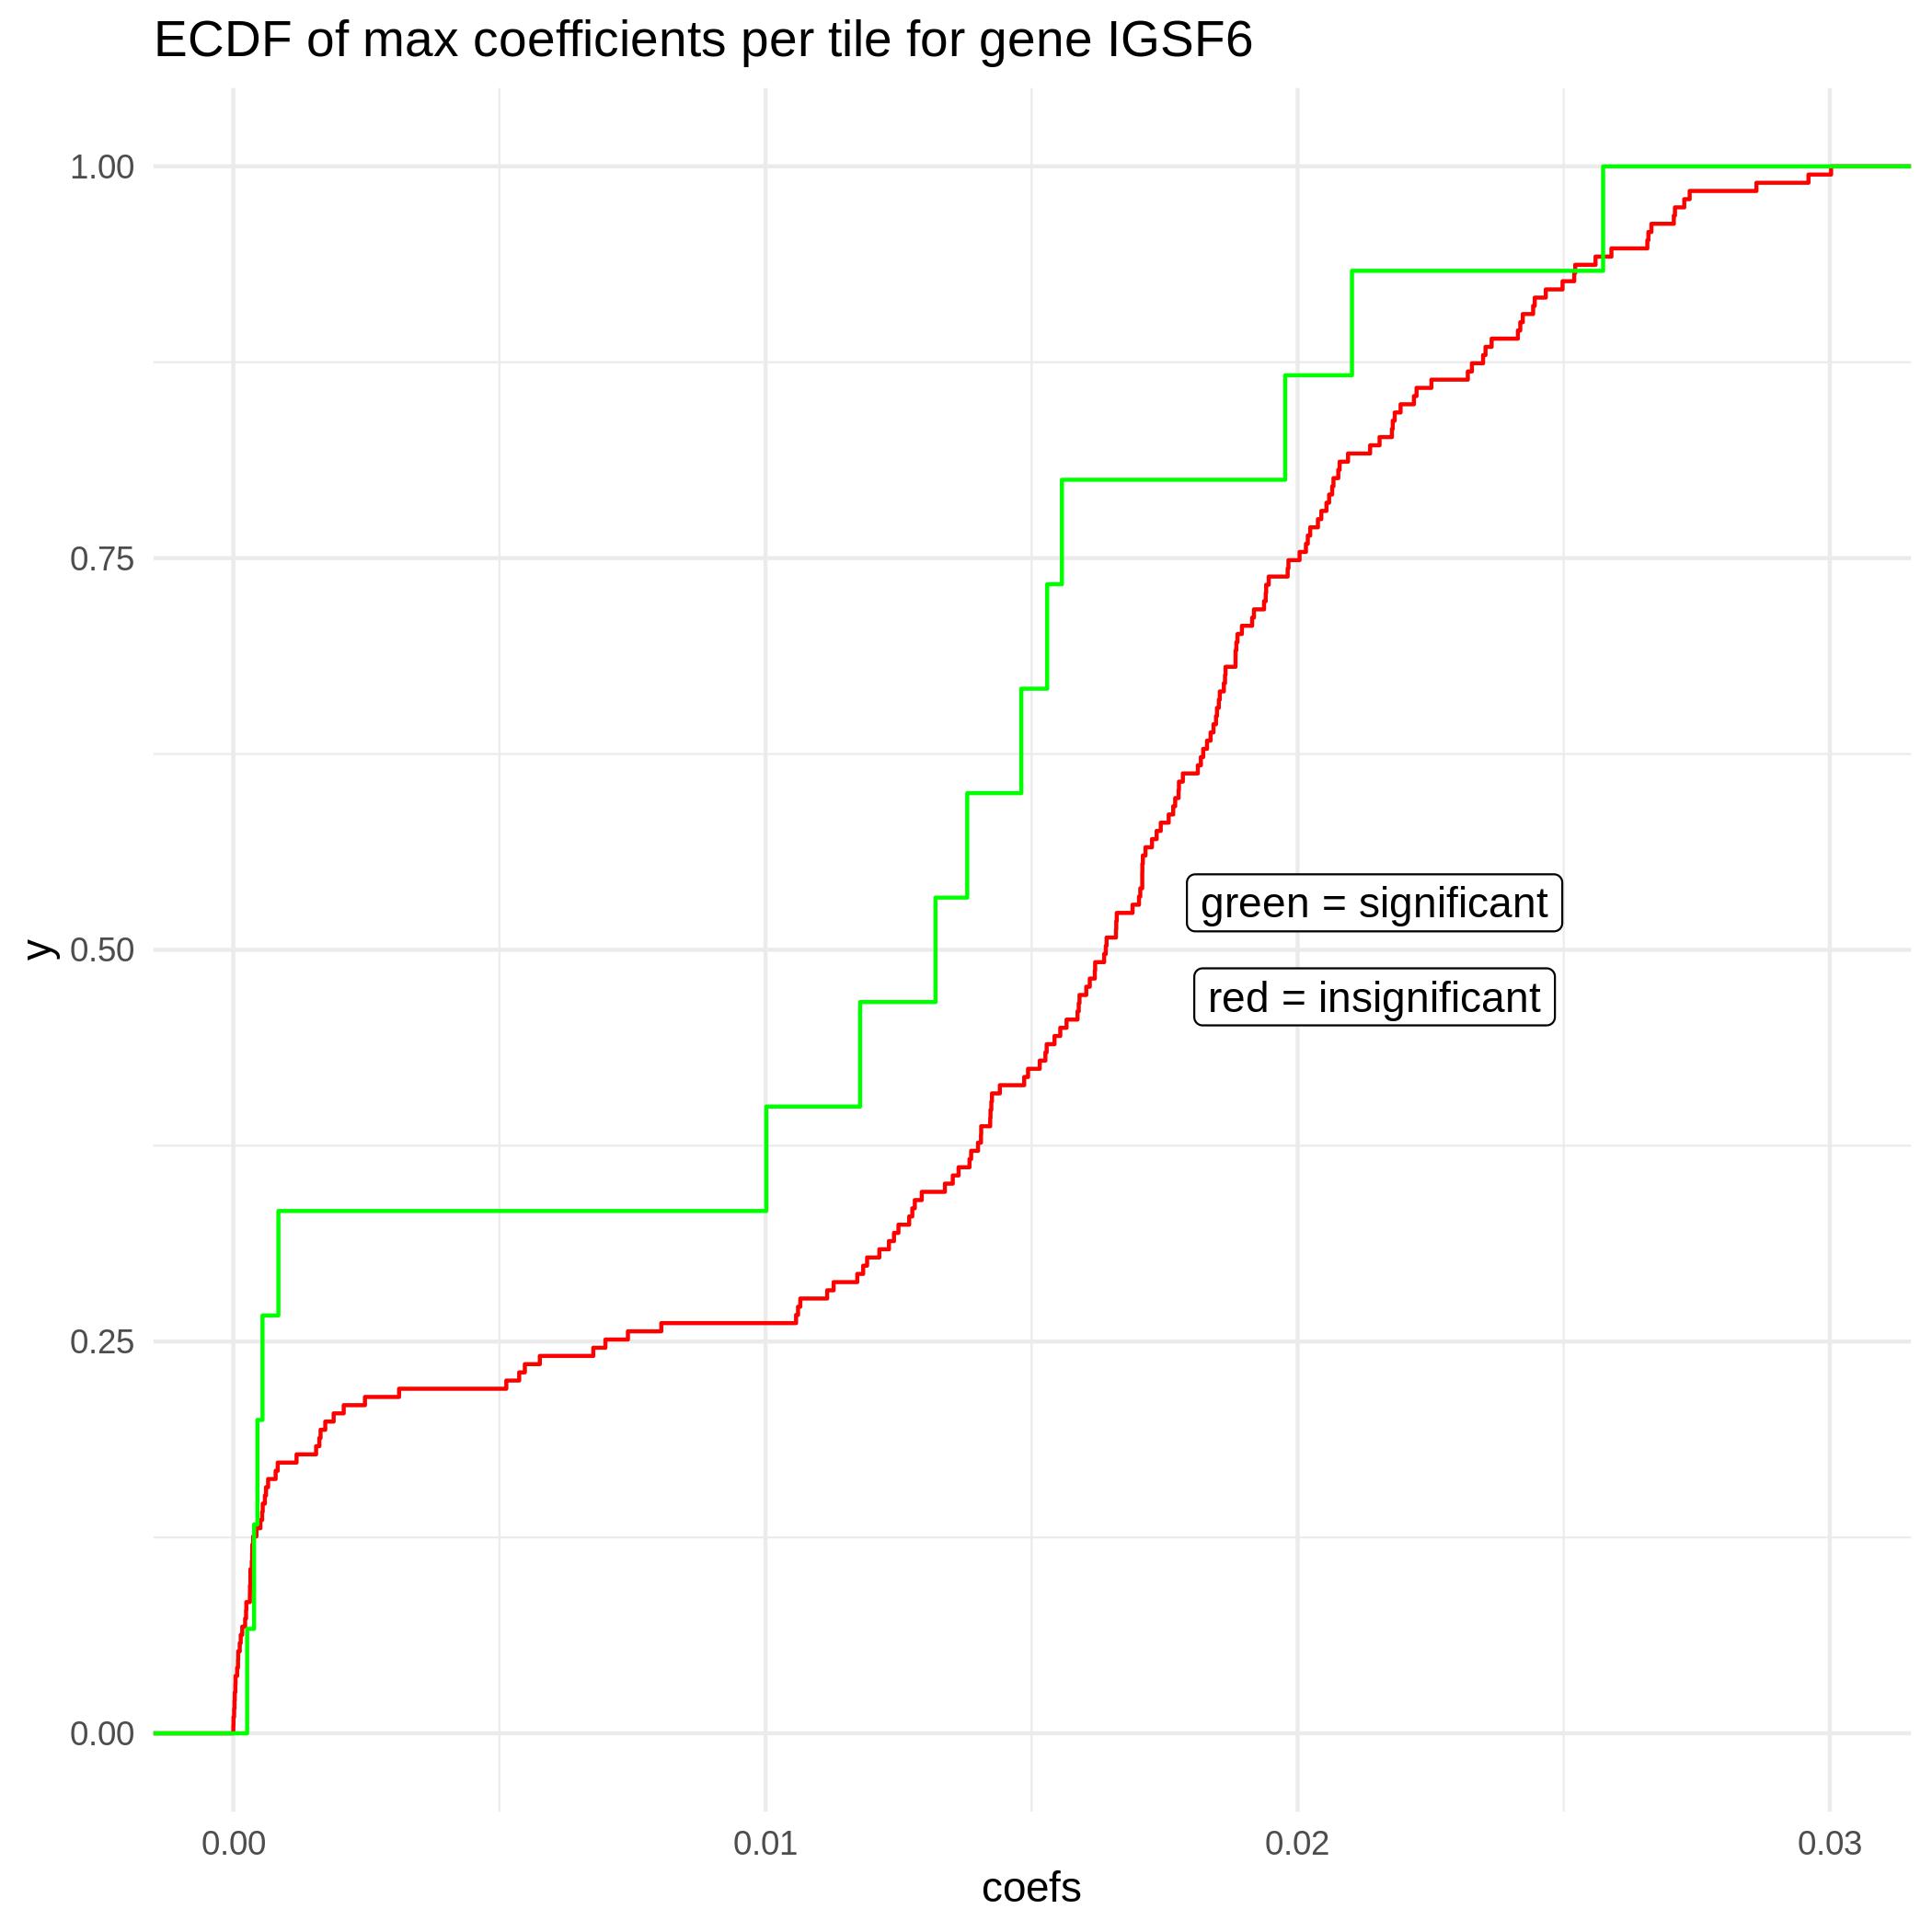 ECDF of max coefficients per tile for gene IGSF6
1.00
0.75
0.50
0.25
0.00
y
green = significant
red = insignificant
0.00 0.01 0.02 0.03
coefs